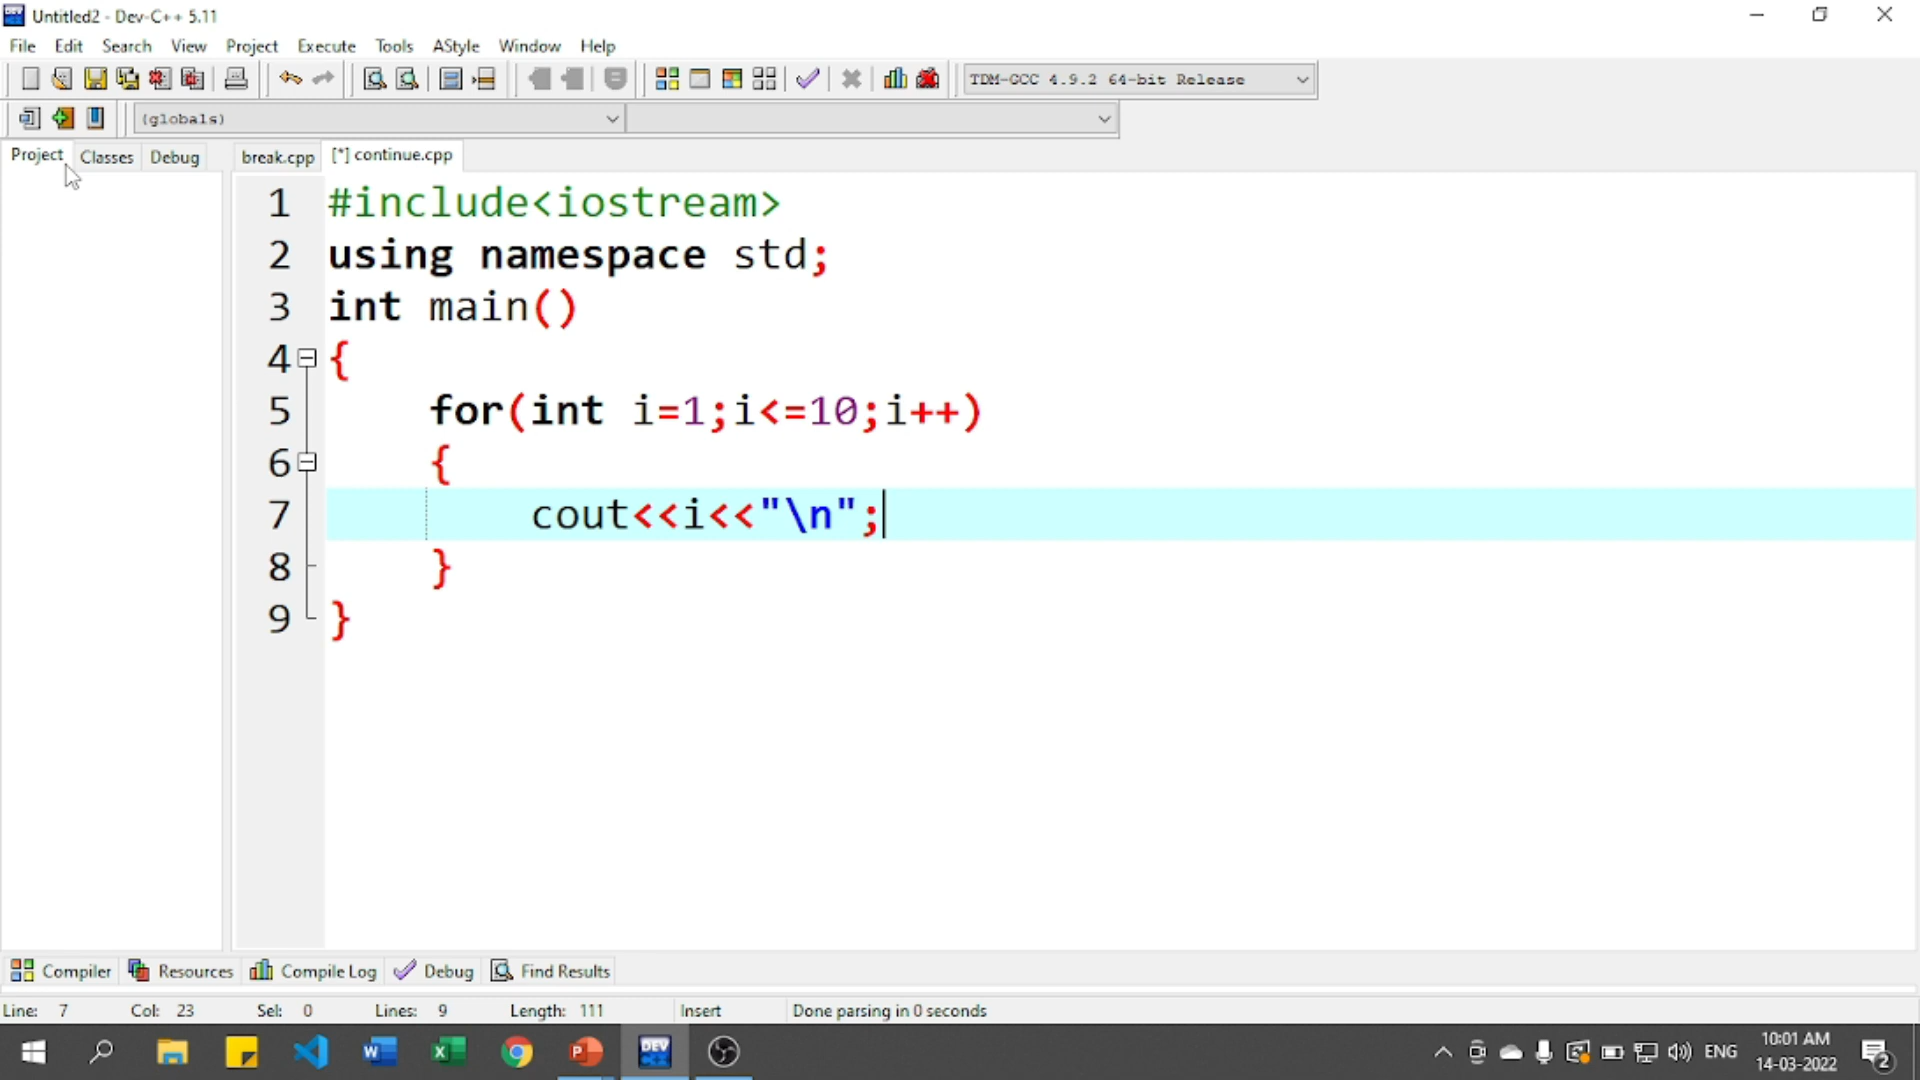 Untitled2 - Dev-C++ 5.11
File Edit Search View Project Execute Tools AStyle Window Help
TDM-GCC 4.9.2 64-bit Release
(globals)
Project Classes Debug break.cpp [*] continue.cpp
1 #include<iostream>
2 using namespace std;
3 int main()
4 {
5 for(int i=1;i<=10;i++)
6 {
7 cout<<i<<"\n";
8 }
9 }
Compiler Resources Compile Log Debug Find Results
Line: 7 Col: 23 Sel: 0 Lines: 9 Length: 111 Insert Done parsing in 0 seconds
DEV
ENG
10:01 AM
14-03-2022
2